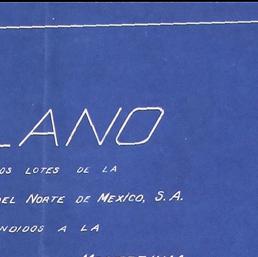 LANO
OS LOTES DE LA
DEL NORTE DE MEXICO, S. A.
NDIDOS A LA